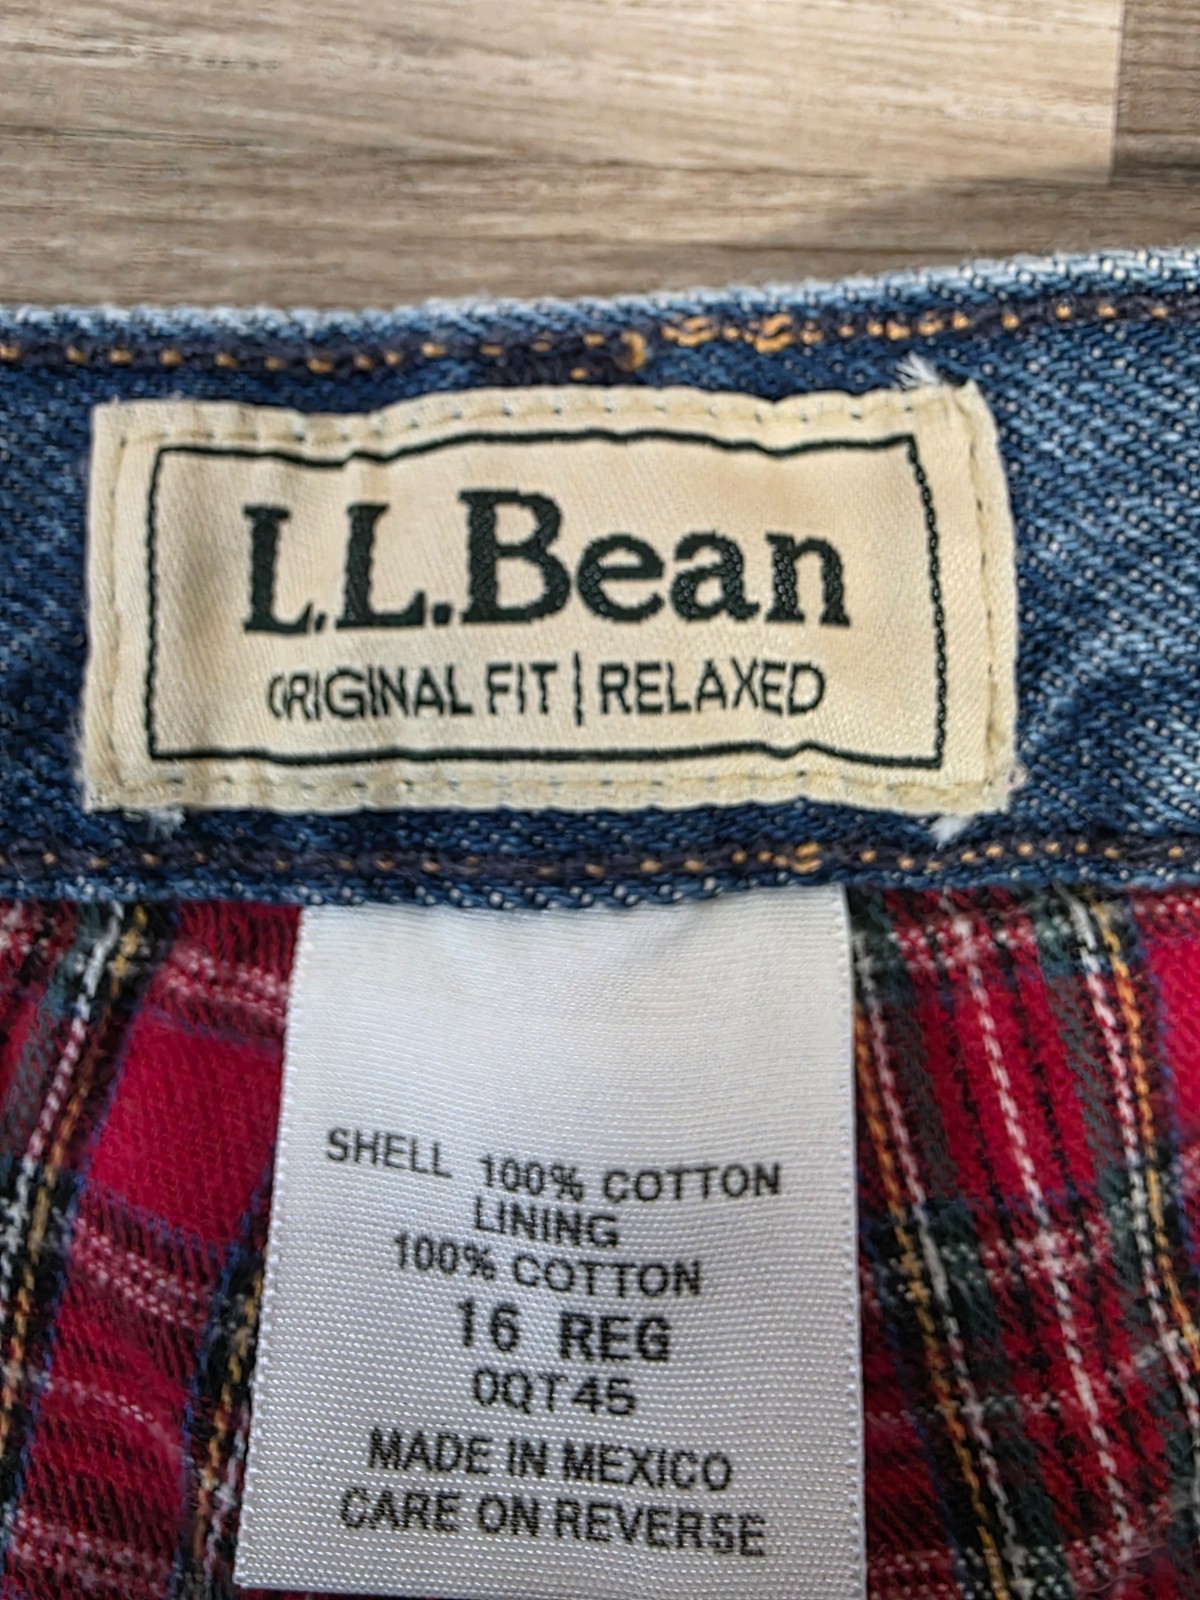 L.L.Bean
ORIGINAL FIT | RELAXED
SHELL 100% COTTON
LINING
100% COTTON
16 REG
0QT45
MADE IN MEXICO
CARE ON REVERSE